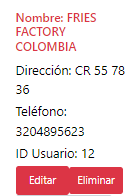 Nombre: FRIES
FACTORY
COLOMBIA
Dirección: CR 55 78
36
Teléfono:
3204895623
ID Usuario: 12
Editar Eliminar